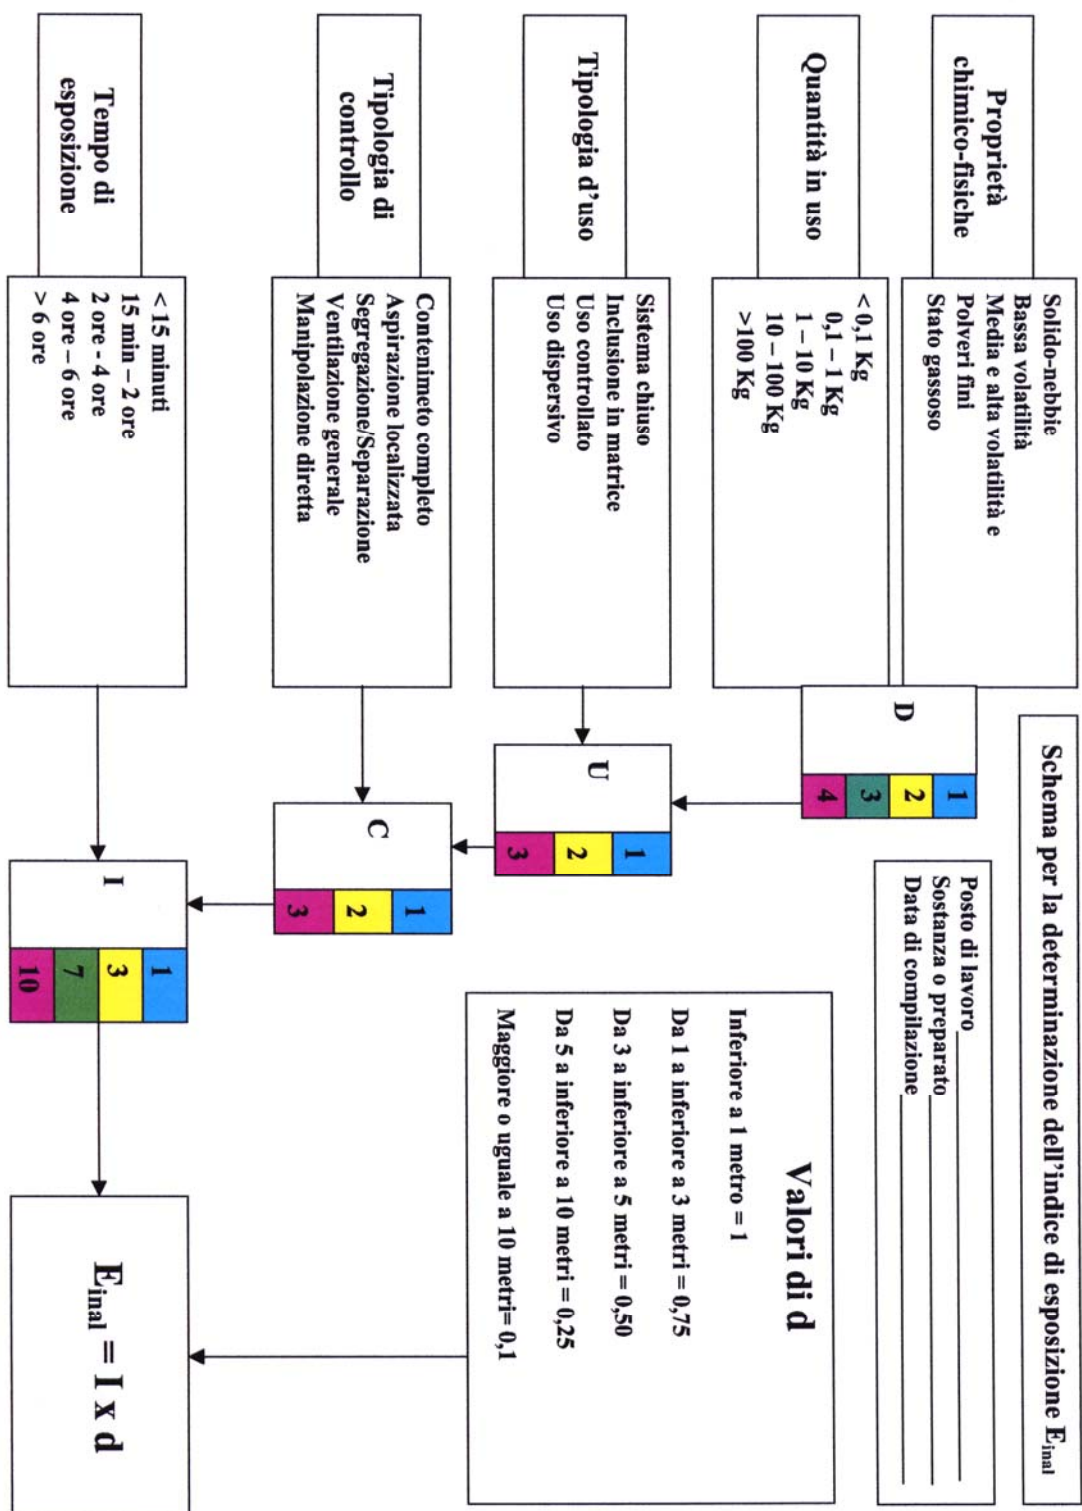 Schema per la determinazione dell'indice di esposizione Einal
Posto di lavoro
Sostanza o preparato
Data di compilazione
Proprietà
chimico-fisiche
Solido-nebbie
Bassa volatilità
Media e alta volatilità e
Polveri fini
Stato gassoso
Quantità in uso
< 0,1 Kg
0,1 – 1 Kg
1 – 10 Kg
10 – 100 Kg
>100 Kg
D
1
2
3
4
Tipologia d'uso
Sistema chiuso
Inclusione in matrice
Uso controllato
Uso dispersivo
U
1
2
3
Tipologia di
controllo
Contenimeto completo
Aspirazione localizzata
Segregazione/Separazione
Ventilazione generale
Manipolazione diretta
C
1
2
3
Tempo di
esposizione
< 15 minuti
15 min – 2 ore
2 ore - 4 ore
4 ore – 6 ore
> 6 ore
I
1
3
7
10
Valori di d
Inferiore a 1 metro = 1
Da 1 a inferiore a 3 metri = 0,75
Da 3 a inferiore a 5 metri = 0,50
Da 5 a inferiore a 10 metri = 0,25
Maggiore o uguale a 10 metri= 0,1
Einal = I x d